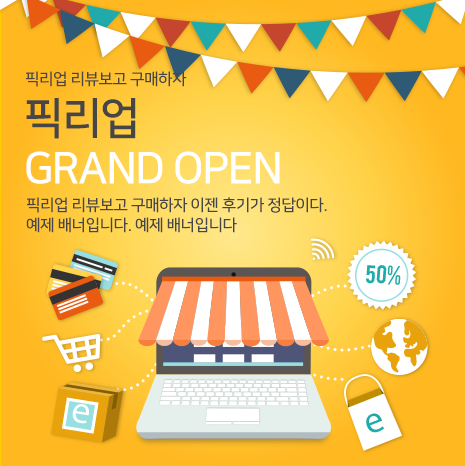 픽리업 리뷰보고 구매하자
픽리업
GRAND OPEN
픽리업 리뷰보고 구매하자 이젠 후기가 정답이다.
예제 배너입니다. 예제 배너입니다
50%
e
e